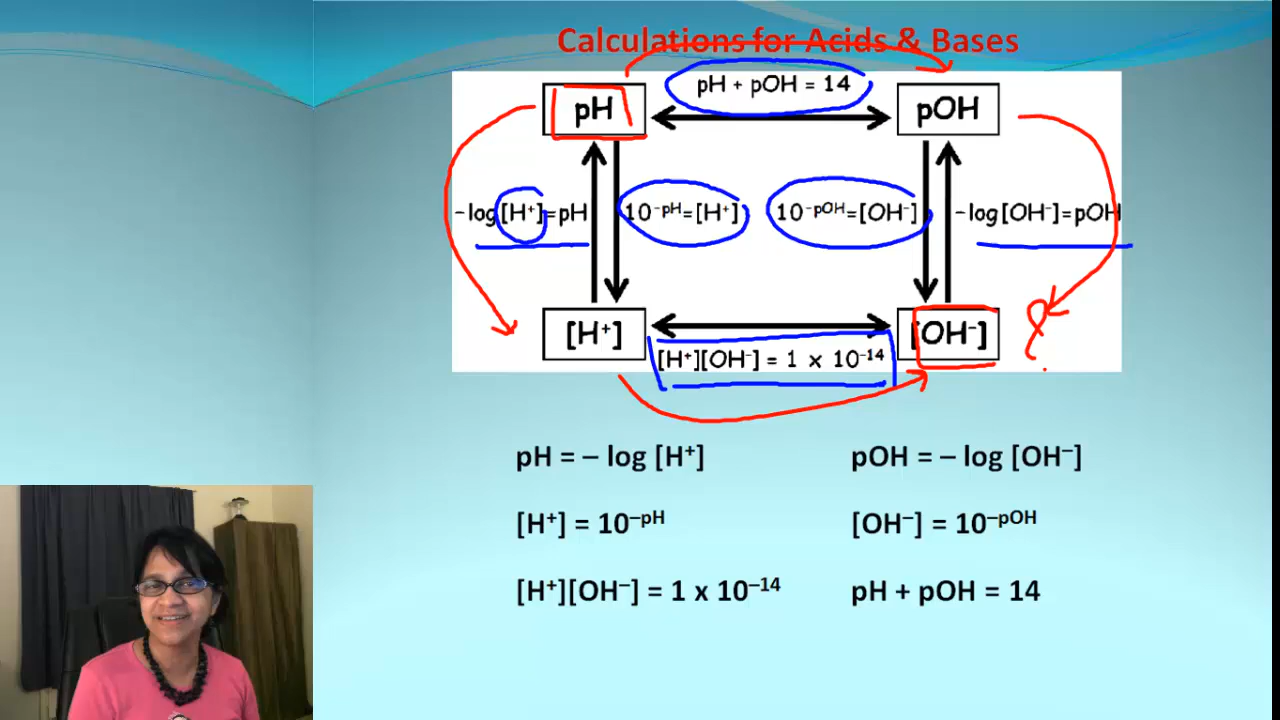 Calculations for Acids & Bases
pH + pOH = 14
pH
pOH
-log[H⁺]=pH
10⁻ᵖᴴ=[H⁺]
10⁻ᵖᴼᴴ=[OH⁻]
-log[OH⁻]=pOH
[H⁺]
[OH⁻]
?
[H⁺][OH⁻] = 1 x 10⁻¹⁴
pH = – log [H⁺]
pOH = – log [OH⁻]
[H⁺] = 10⁻ᵖᴴ
[OH⁻] = 10⁻ᵖᴼᴴ
[H⁺][OH⁻] = 1 x 10⁻¹⁴
pH + pOH = 14